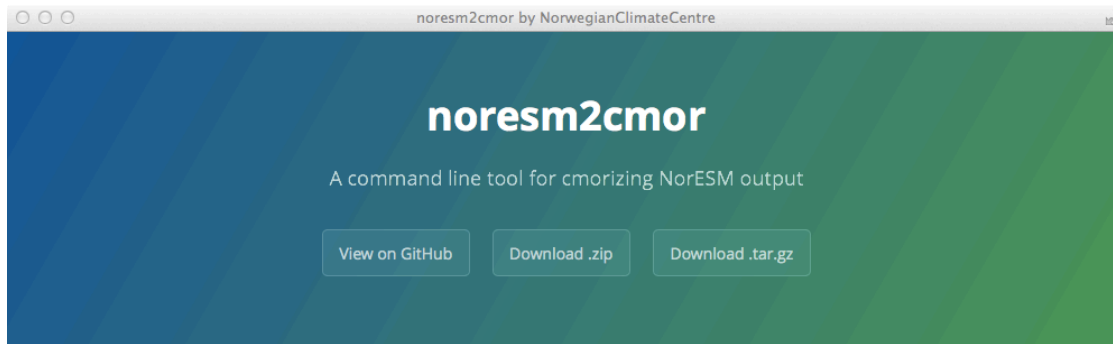 noresm2cmor by NorwegianClimateCentre
noresm2cmor
A command line tool for cmorizing NorESM output
View on GitHub Download .zip Download .tar.gz